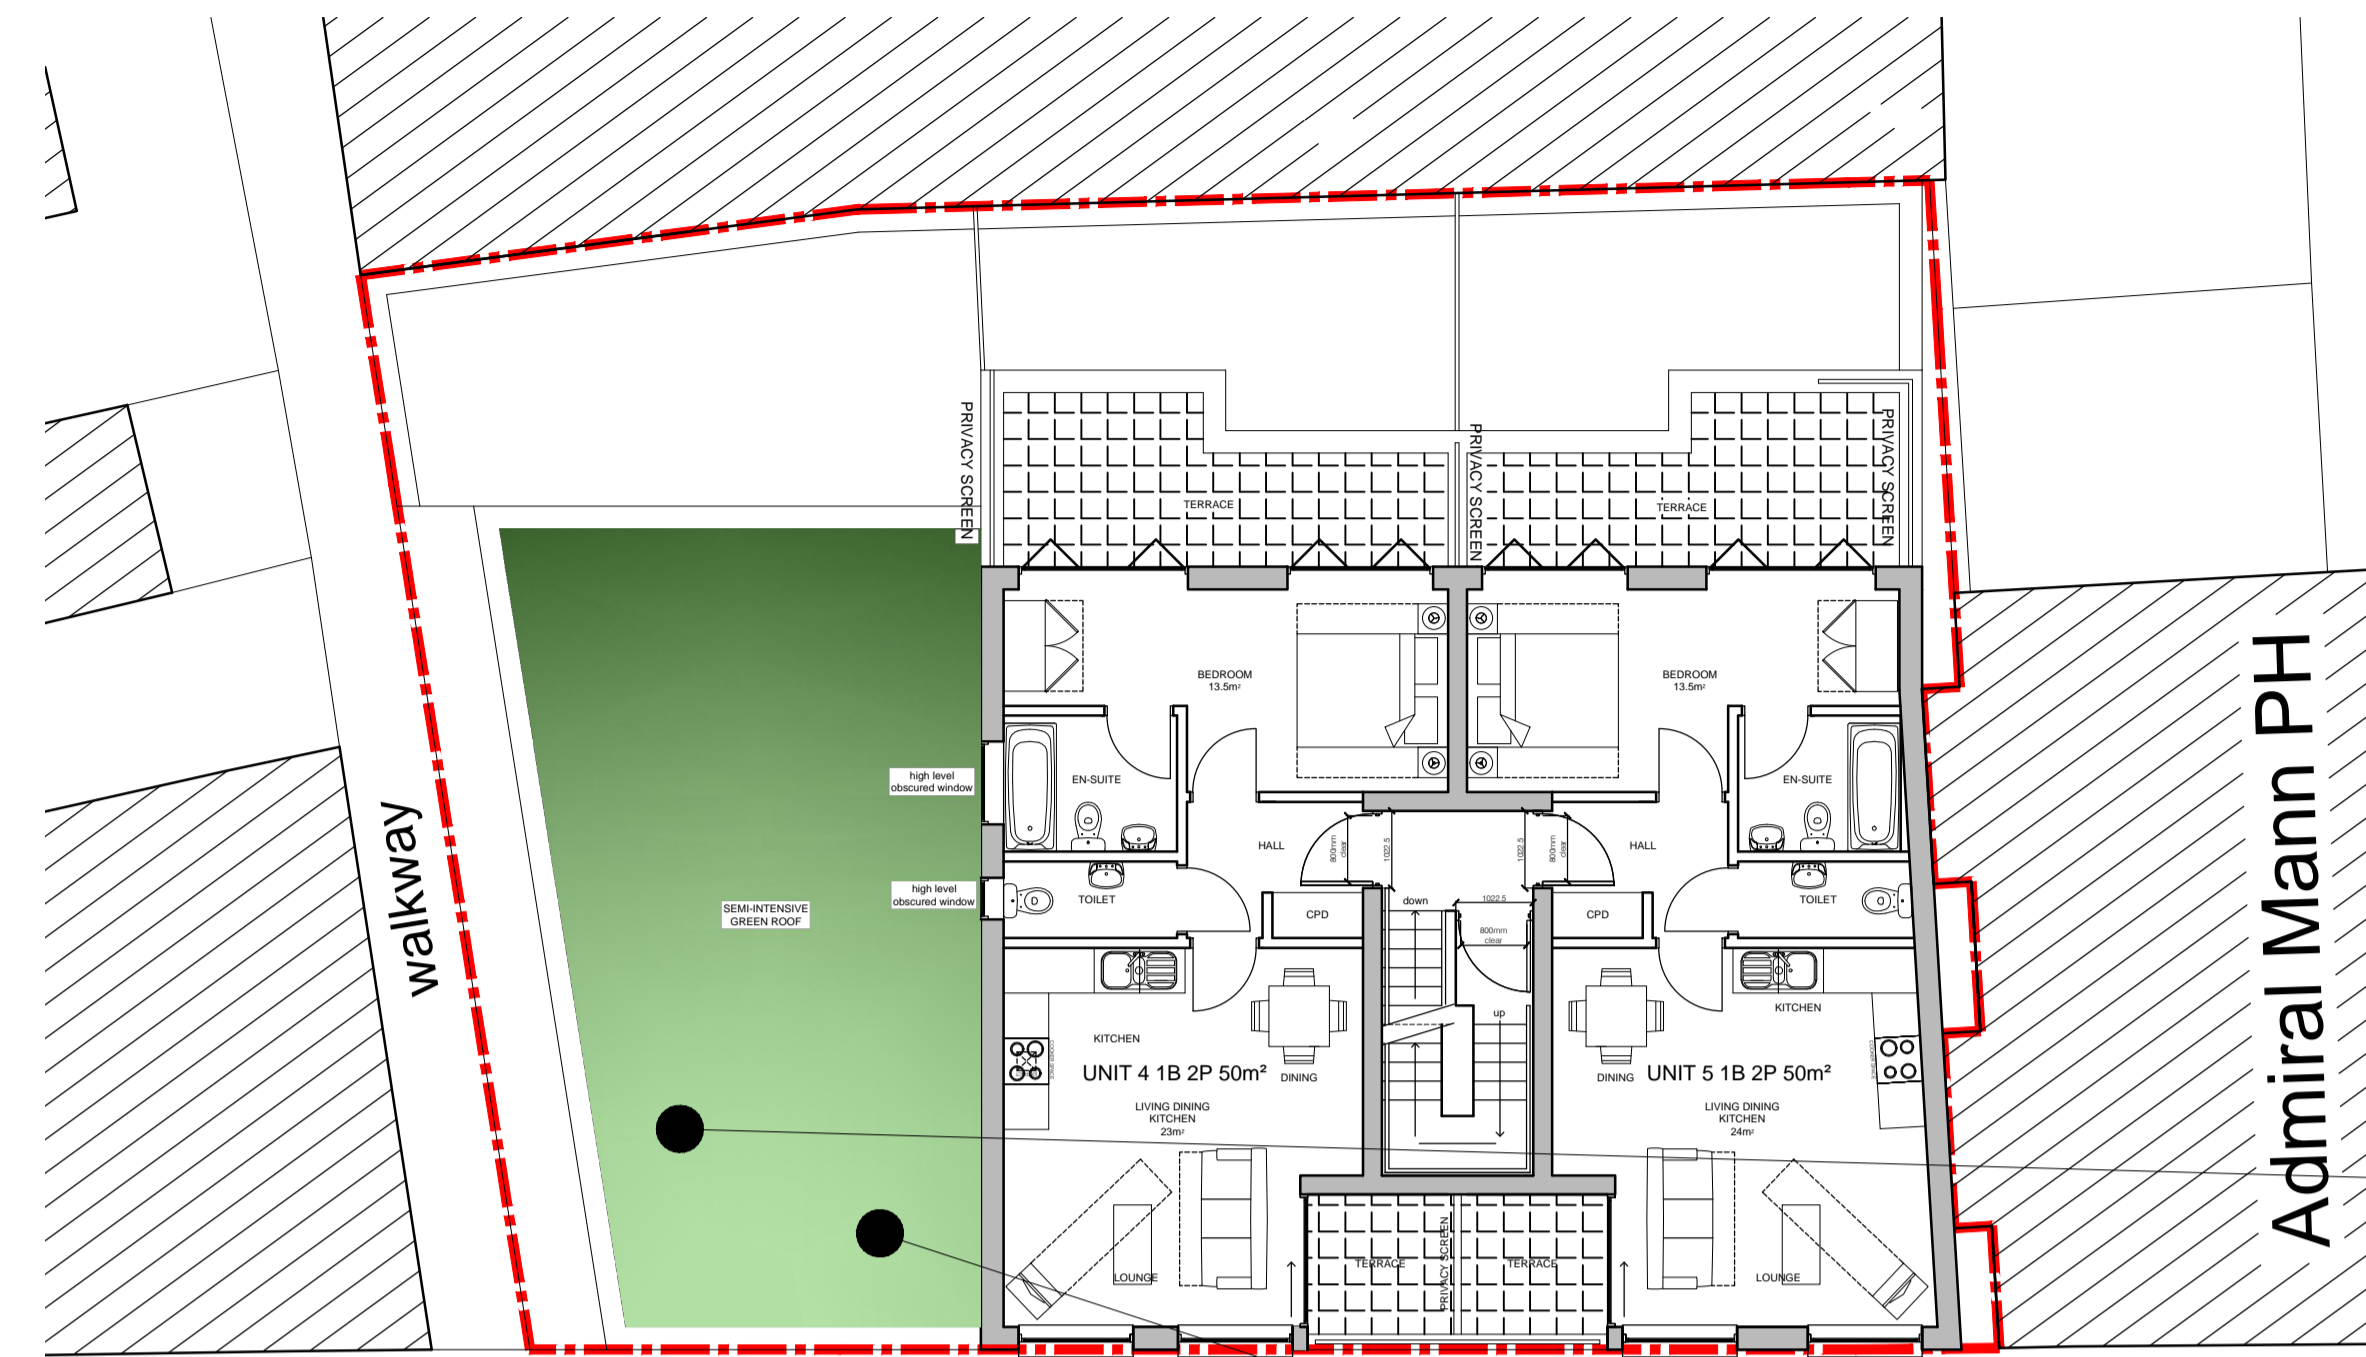 PRIVACY SCREEN
PRIVACY SCREEN
PRIVACY SCREEN
TERRACE
TERRACE
BEDROOM
13.5m²
BEDROOM
13.5m²
high level
obscured window
EN-SUITE
EN-SUITE
HALL
800mm
clear
1022.5
1022.5
800mm
clear
HALL
high level
obscured window
TOILET
CPD
down
1022.5
CPD
TOILET
SEMI-INTENSIVE
GREEN ROOF
800mm
clear
walkway
Admiral Mann PH
KITCHEN
up
KITCHEN
COOKER SPACE
COOKER SPACE
UNIT 4 1B 2P 50m²
DINING
DINING
UNIT 5 1B 2P 50m²
LIVING DINING
KITCHEN
23m²
LIVING DINING
KITCHEN
24m²
LOUNGE
TERRACE
PRIVACY SCREEN
TERRACE
LOUNGE